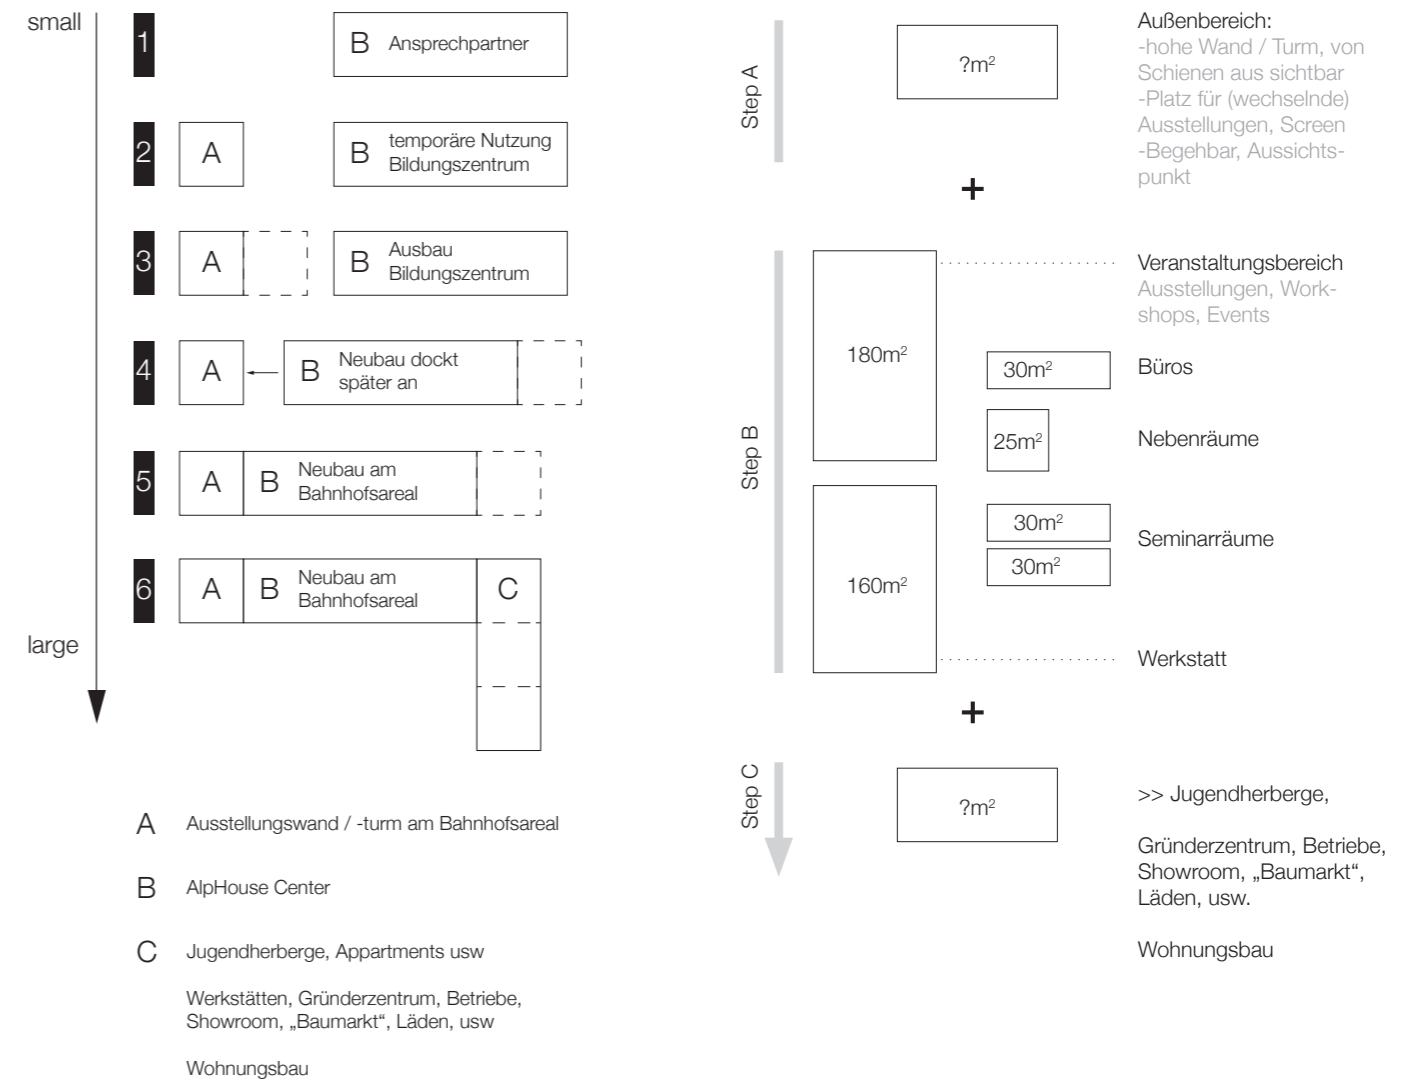 small
1
B Ansprechpartner
2
A
B temporäre Nutzung
Bildungszentrum
3
A
B Ausbau
Bildungszentrum
4
A
B Neubau dockt
später an
5
A
B Neubau am
Bahnhofsareal
6
A
B Neubau am
Bahnhofsareal
C
large
A Ausstellungswand / -turm am Bahnhofsareal
B AlpHouse Center
C Jugendherberge, Appartments usw
Werkstätten, Gründerzentrum, Betriebe,
Showroom, „Baumarkt“, Läden, usw
Wohnungsbau
Step A
?m²
Außenbereich:
-hohe Wand / Turm, von
Schienen aus sichtbar
-Platz für (wechselnde)
Ausstellungen, Screen
-Begehbar, Aussichts-
punkt
+
Step B
180m²
Veranstaltungsbereich
Ausstellungen, Work-
shops, Events
30m²
Büros
25m²
Nebenräume
30m²
30m²
Seminarräume
160m²
Werkstatt
+
Step C
?m²
>> Jugendherberge,
Gründerzentrum, Betriebe,
Showroom, „Baumarkt“,
Läden, usw.
Wohnungsbau